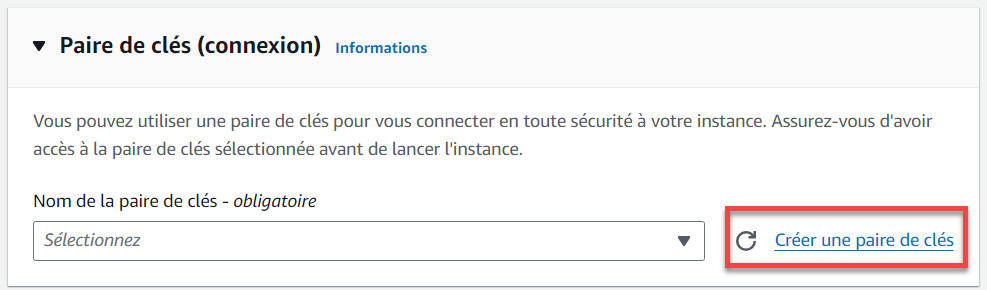 Paire de clés (connexion) Informations
Vous pouvez utiliser une paire de clés pour vous connecter en toute sécurité à votre instance. Assurez-vous d'avoir
accès à la paire de clés sélectionnée avant de lancer l'instance.
Nom de la paire de clés - obligatoire
Sélectionnez Créer une paire de clés